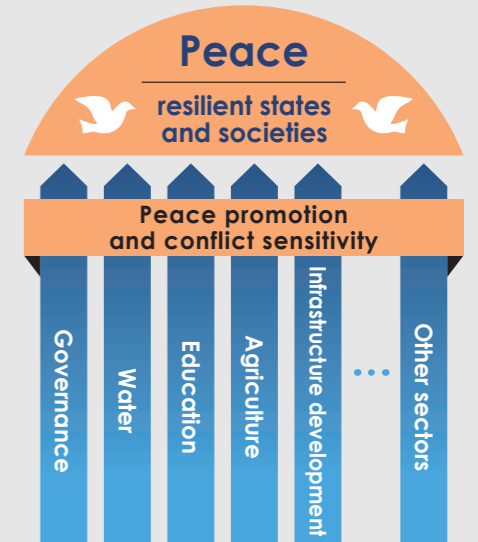 Peace
resilient states
and societies
Peace promotion
and conflict sensitivity
Governance
Water
Education
Agriculture
Infrastructure development
...
Other sectors